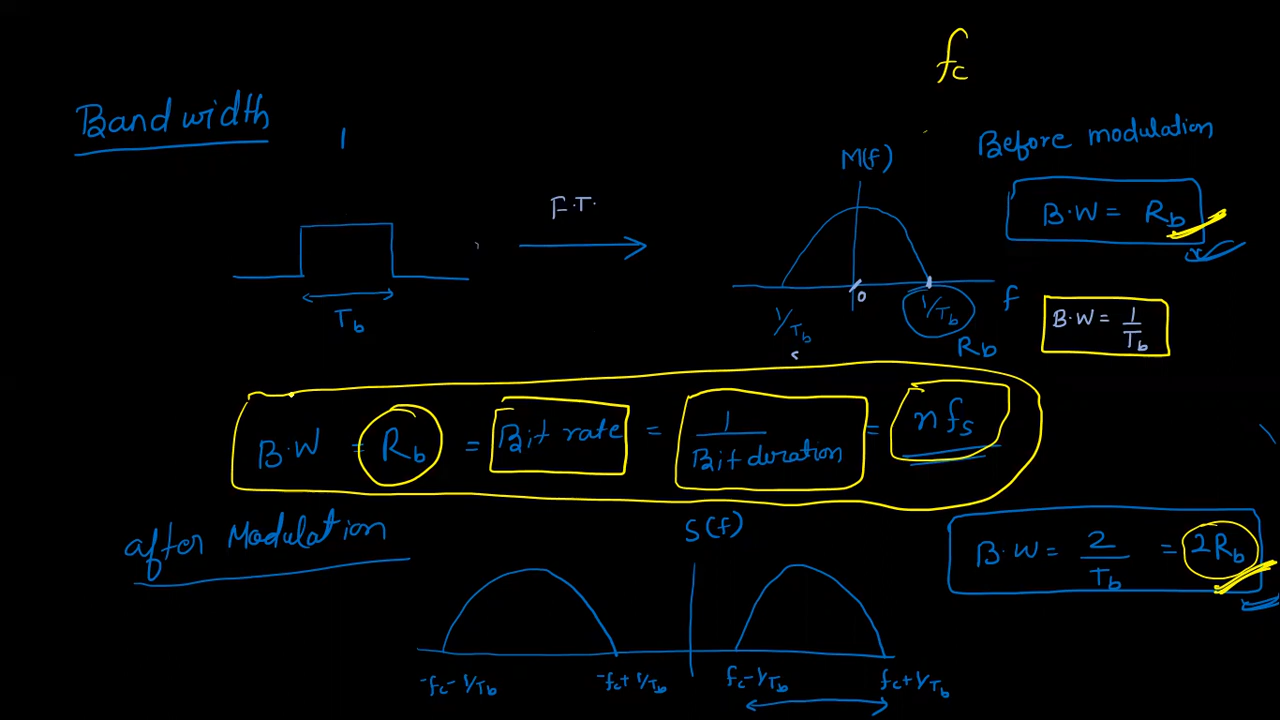 fc
Bandwidth
1
Before modulation
M(f)
F.T.
B.W = Rb
Tb
0
1/Tb
1/Tb
f
Rb
B.W = 1/Tb
B.W = Rb = Bit rate = 1/Bit duration = nfs
after Modulation
S(f)
B.W = 2/Tb = 2Rb
-fc-1/Tb
-fc+1/Tb
fc-1/Tb
fc+1/Tb